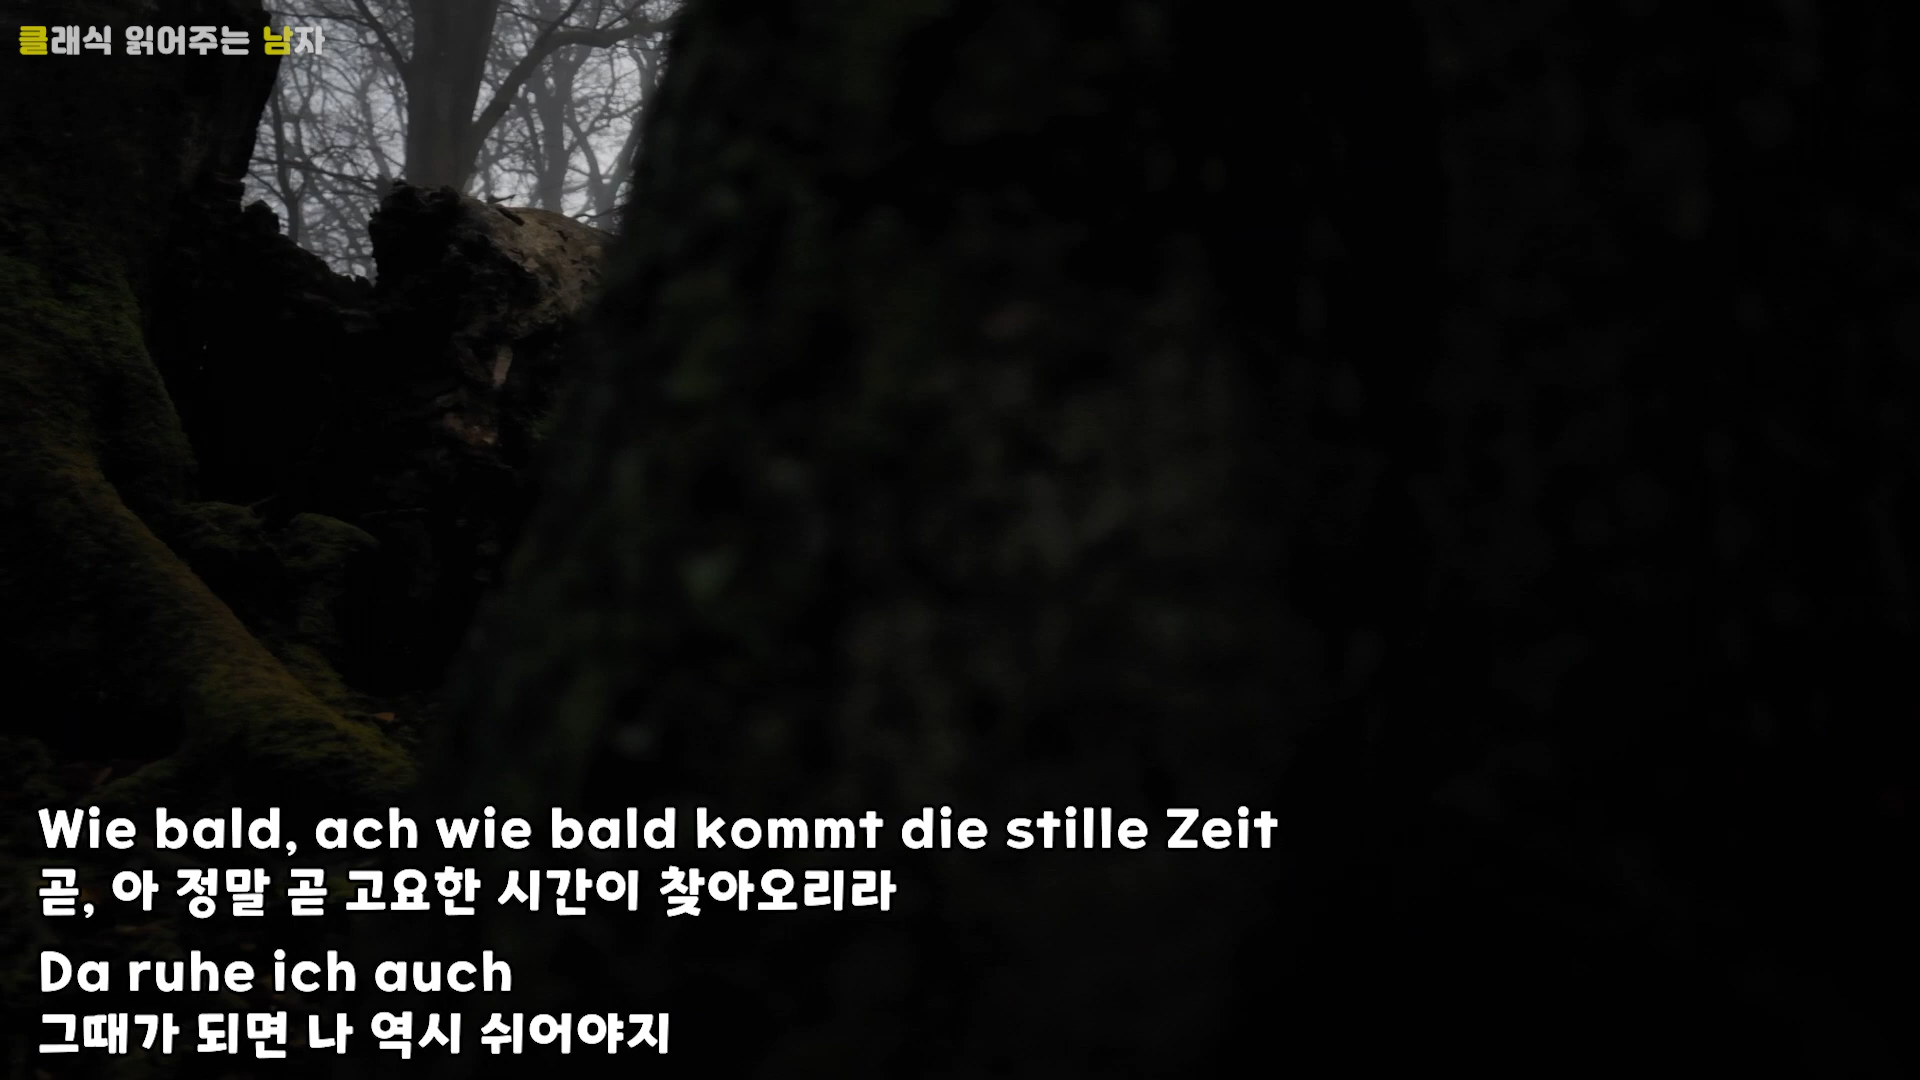 클래식 읽어주는 남자
Wie bald, ach wie bald kommt die stille Zeit
곧, 아 정말 곧 고요한 시간이 찾아오리라
Da ruhe ich auch
그때가 되면 나 역시 쉬어야지